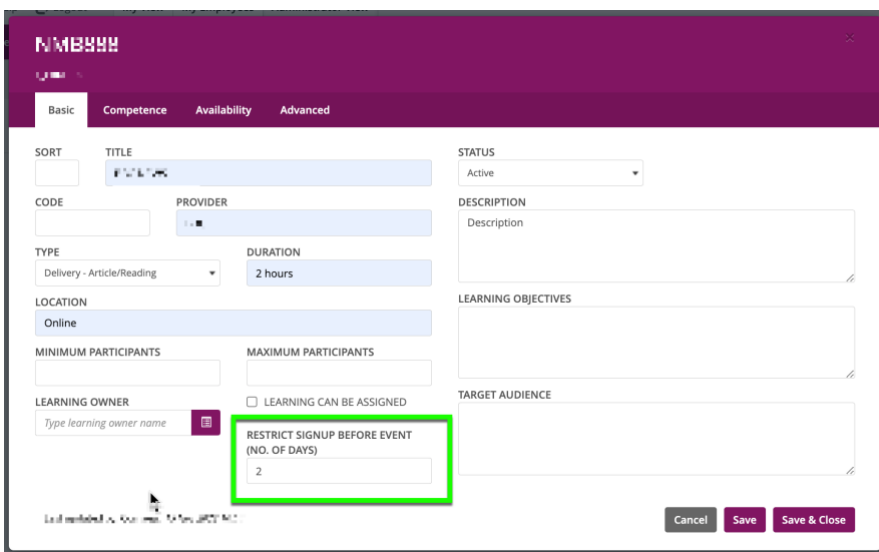 Basic Competence Availability Advanced
SORT TITLE
CODE PROVIDER
TYPE DURATION
Delivery - Article/Reading 2 hours
LOCATION
Online
MINIMUM PARTICIPANTS MAXIMUM PARTICIPANTS
LEARNING OWNER LEARNING CAN BE ASSIGNED
Type learning owner name
RESTRICT SIGNUP BEFORE EVENT
(NO. OF DAYS)
2
STATUS
Active
DESCRIPTION
Description
LEARNING OBJECTIVES
TARGET AUDIENCE
Cancel Save Save & Close